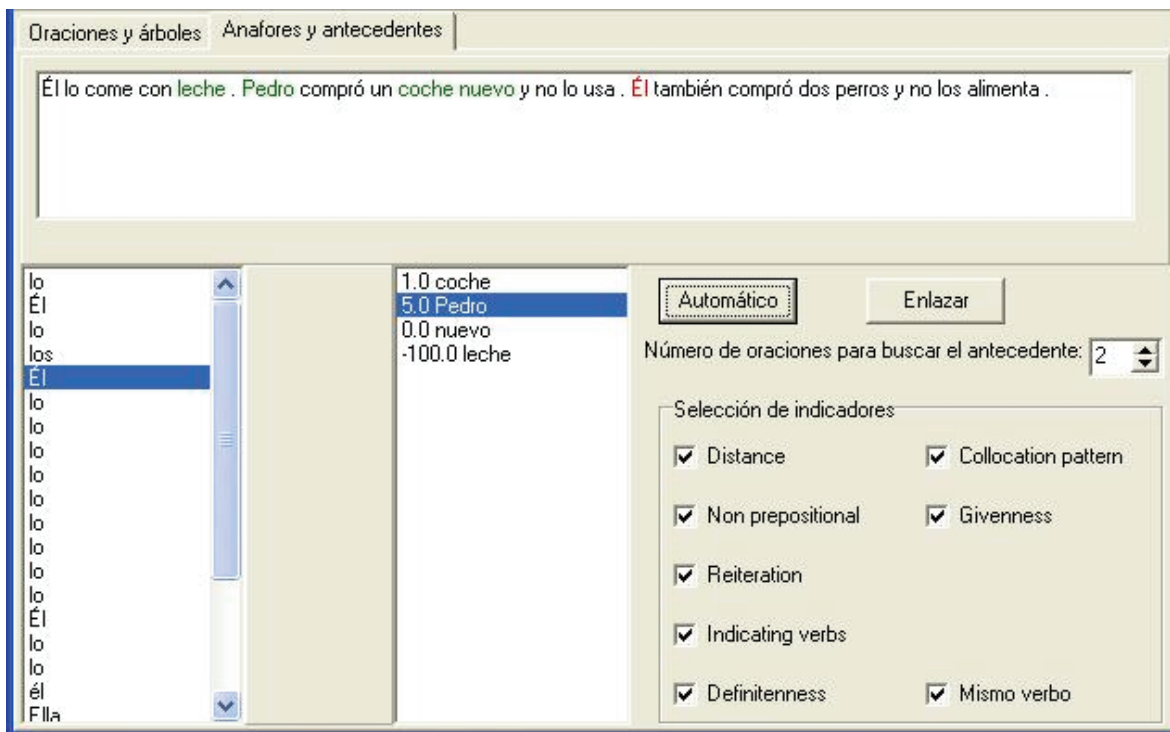 Oraciones y árboles
Anafores y antecedentes
Él lo come con leche . Pedro compró un coche nuevo y no lo usa . Él también compró dos perros y no los alimenta .
lo
Él
lo
los
Él
lo
lo
lo
lo
lo
lo
lo
lo
lo
Él
lo
lo
él
Ella
1.0 coche
5.0 Pedro
0.0 nuevo
-100.0 leche
Automático
Enlazar
Número de oraciones para buscar el antecedente: 2
Selección de indicadores
Distance
Collocation pattern
Non prepositional
Givenness
Reiteration
Indicating verbs
Definitenness
Mismo verbo